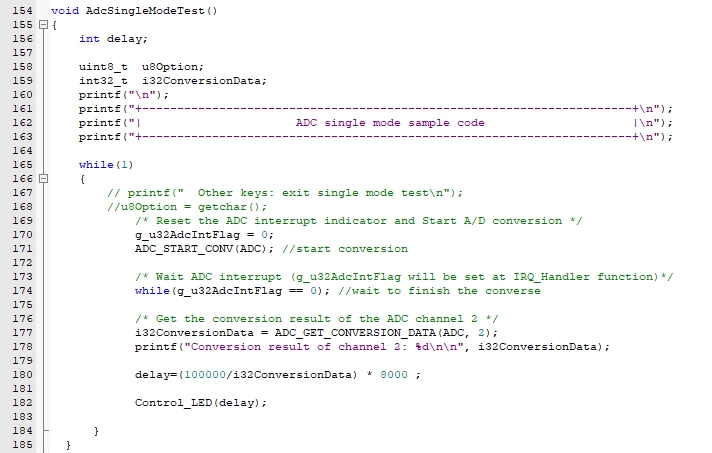 154 void AdcSingleModeTest()
155 {
156     int delay;
157
158     uint8_t  u8Option;
159     int32_t  i32ConversionData;
160     printf("\n");
161     printf("+----------------------------------------------------------------------+\n");
162     printf("|                      ADC single mode sample code                     |\n");
163     printf("+----------------------------------------------------------------------+\n");
164
165     while(1)
166     {
167         // printf("  Other keys: exit single mode test\n");
168         //u8Option = getchar();
169             /* Reset the ADC interrupt indicator and Start A/D conversion */
170             g_u32AdcIntFlag = 0;
171             ADC_START_CONV(ADC); //start conversion
172
173             /* Wait ADC interrupt (g_u32AdcIntFlag will be set at IRQ_Handler function)*/
174             while(g_u32AdcIntFlag == 0); //wait to finish the converse
175
176             /* Get the conversion result of the ADC channel 2 */
177             i32ConversionData = ADC_GET_CONVERSION_DATA(ADC, 2);
178             printf("Conversion result of channel 2: %d\n\n", i32ConversionData);
179
180             delay=(100000/i32ConversionData) * 8000 ;
181
182             Control_LED(delay);
183
184       }
185   }